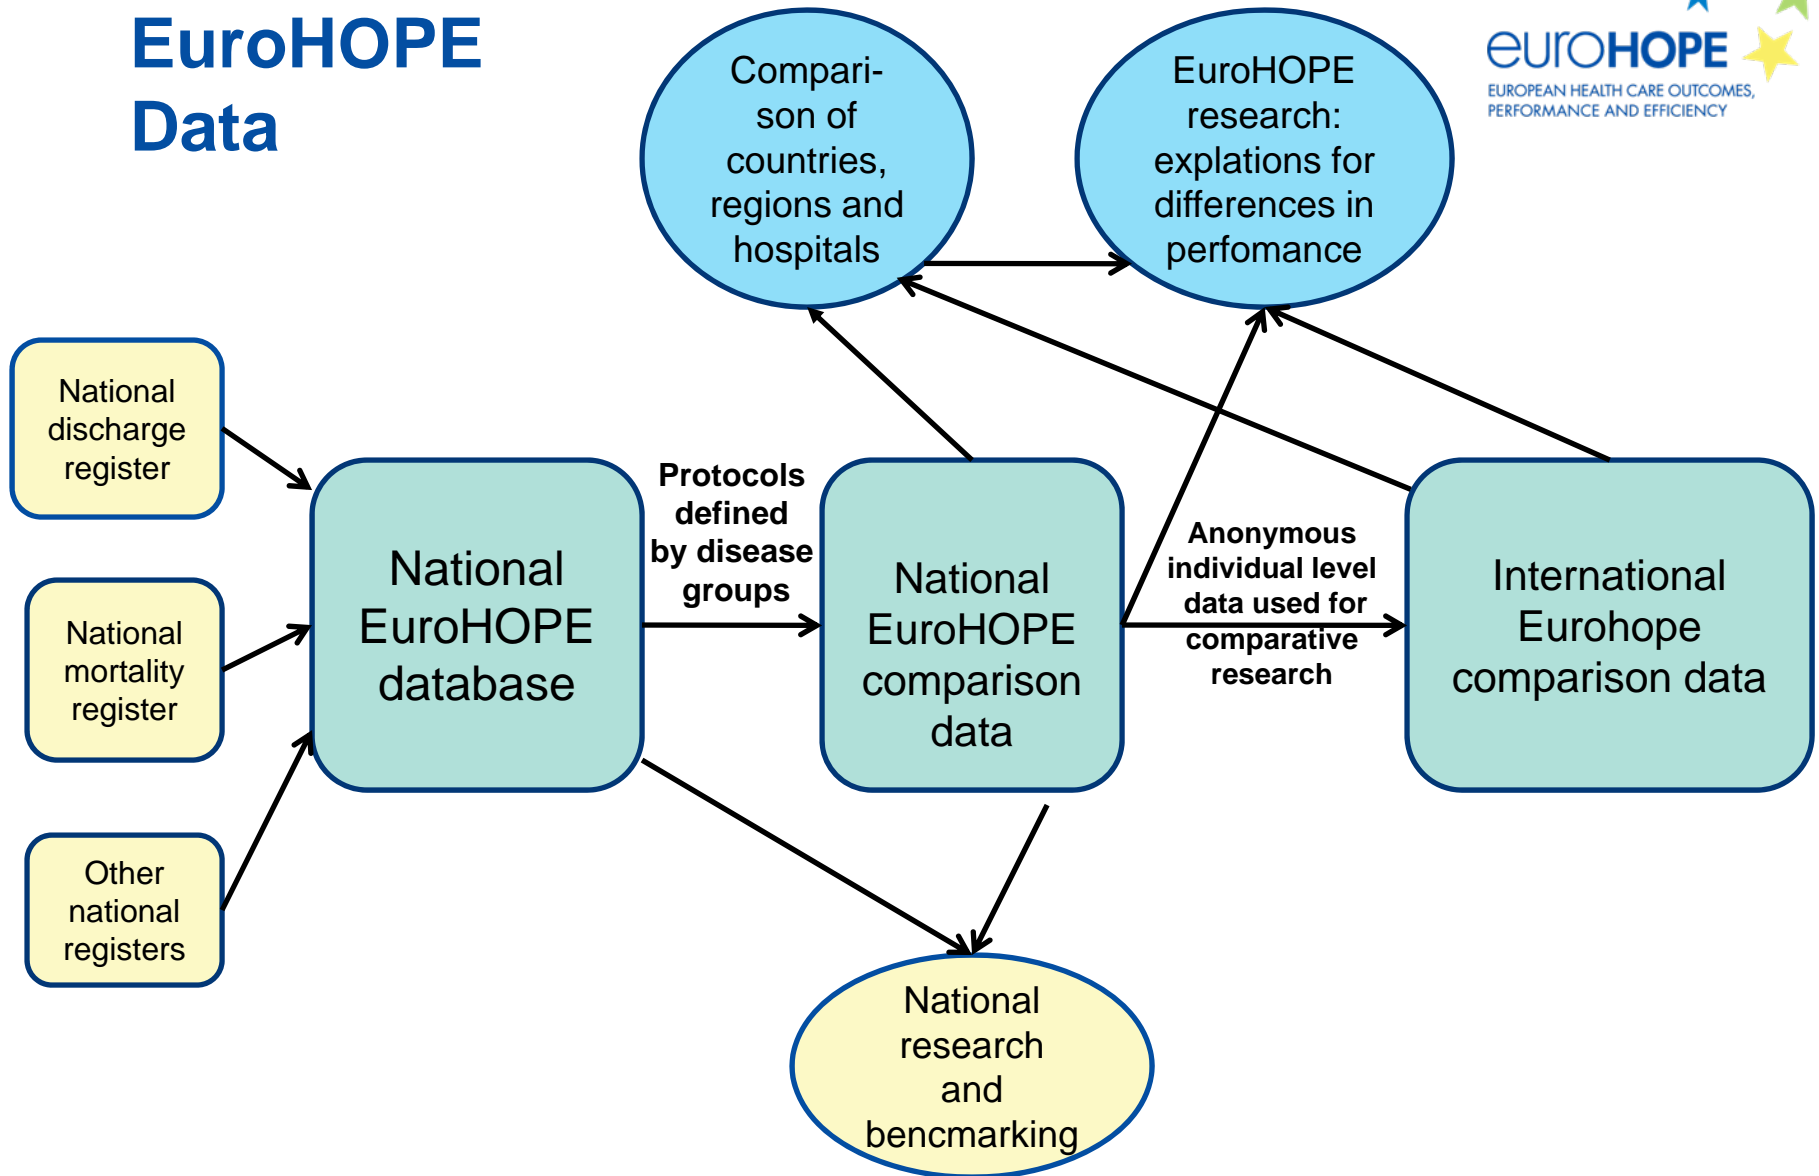 EuroHOPE
Data
euroHOPE
EUROPEAN HEALTH CARE OUTCOMES,
PERFORMANCE AND EFFICIENCY
Compari-
son of
countries,
regions and
hospitals
EuroHOPE
research:
explations for
differences in
perfomance
National
discharge
register
National
mortality
register
Other
national
registers
National
EuroHOPE
database
Protocols
defined
by disease
groups
National
EuroHOPE
comparison
data
Anonymous
individual level
data used for
comparative
research
International
Eurohope
comparison data
National
research
and
bencmarking